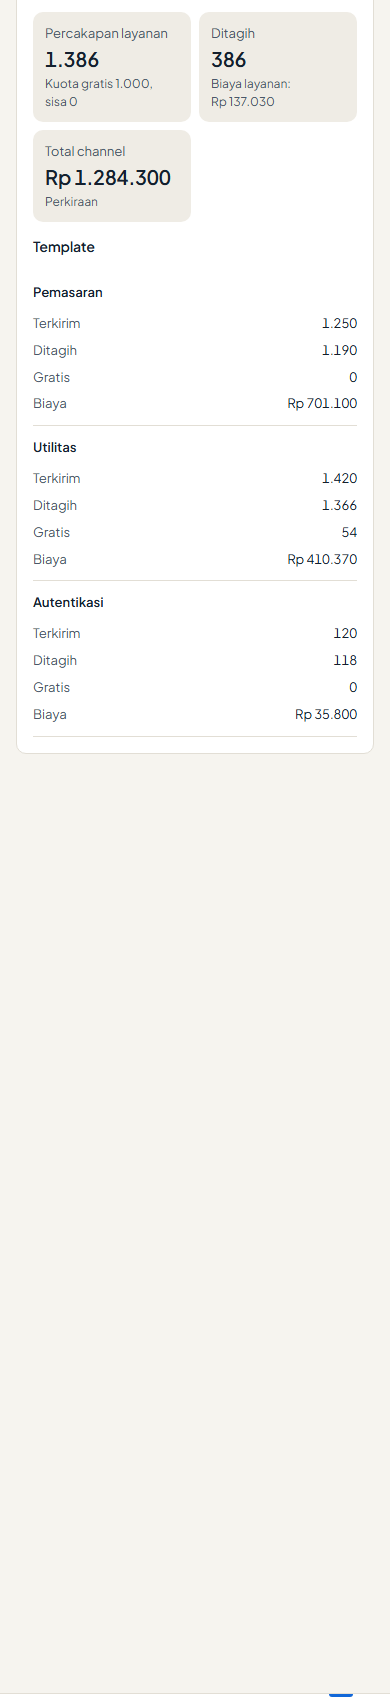 Percakapan layanan
1.386
Kuota gratis 1.000,
sisa 0
Ditagih
386
Biaya layanan:
Rp 137.030
Total channel
Rp 1.284.300
Perkiraan
Template
Pemasaran
Terkirim 1.250
Ditagih 1.190
Gratis 0
Biaya Rp 701.100
Utilitas
Terkirim 1.420
Ditagih 1.366
Gratis 54
Biaya Rp 410.370
Autentikasi
Terkirim 120
Ditagih 118
Gratis 0
Biaya Rp 35.800